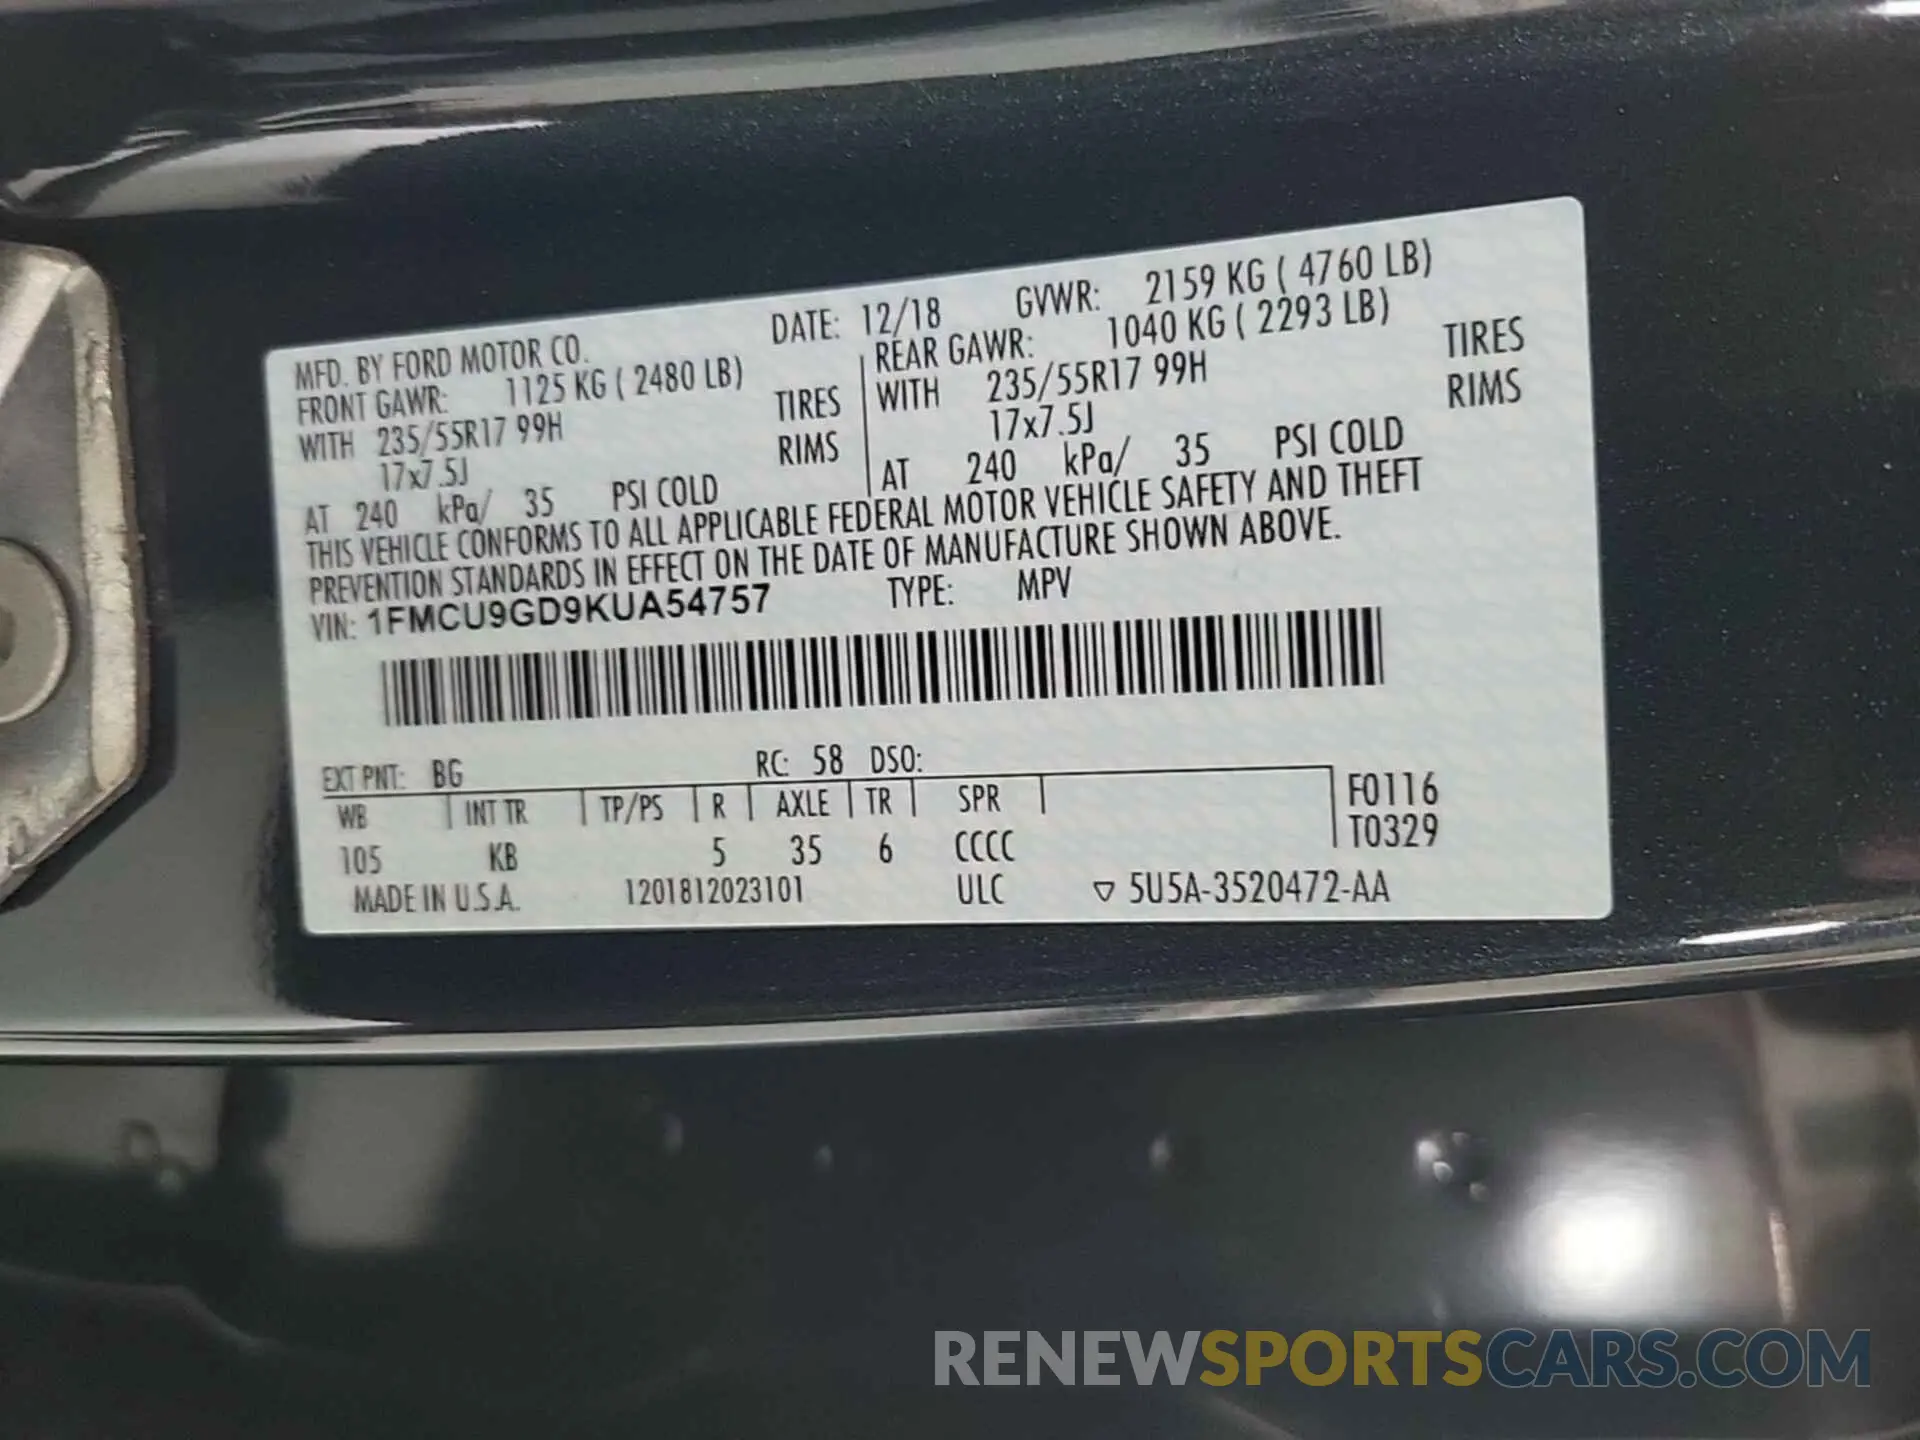 MFD. BY FORD MOTOR CO. DATE: 12/18 GVWR: 2159 KG ( 4760 LB)
FRONT GAWR: 1125 KG ( 2480 LB) REAR GAWR: 1040 KG ( 2293 LB)
WITH 235/55R17 99H TIRES WITH 235/55R17 99H TIRES
17x7.5J RIMS 17x7.5J RIMS
AT 240 kPa/ 35 PSI COLD AT 240 kPa/ 35 PSI COLD
THIS VEHICLE CONFORMS TO ALL APPLICABLE FEDERAL MOTOR VEHICLE SAFETY AND THEFT
PREVENTION STANDARDS IN EFFECT ON THE DATE OF MANUFACTURE SHOWN ABOVE.
VIN: 1FMCU9GD9KUA54757 TYPE: MPV
EXT PNT: BG RC: 58 DSO:
WB INT TR TP/PS R AXLE TR SPR F0116
105 KB 5 35 6 CCCC T0329
MADE IN U.S.A. 1201812023101 ULC ▽ 5U5A-3520472-AA
RENEWSPORTSCARS.COM